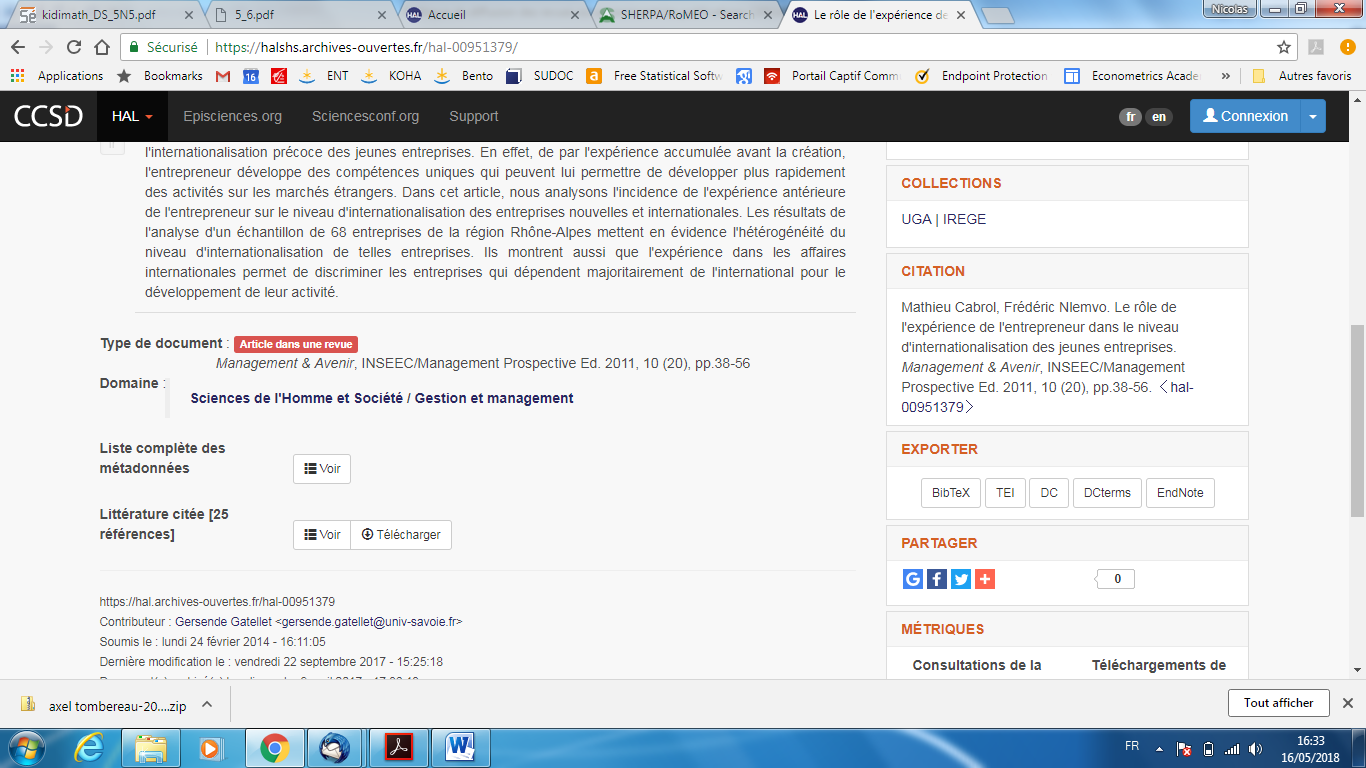 kidimath_DS_5N5.pdf
5_6.pdf
Accueil
SHERPA/RoMEO - Search
Le rôle de l'expérience de
Nicolas
Sécurisé
https://halshs.archives-ouvertes.fr/hal-00951379/
Applications
Bookmarks
16
ENT
KOHA
Bento
SUDOC
Free Statistical Softw
Portail Captif Comm
Endpoint Protection
Econometrics Acade
»
Autres favoris
CCSD
HAL
Episciences.org
Sciencesconf.org
Support
fr
en
Connexion
l'internationalisation précoce des jeunes entreprises. En effet, de par l'expérience accumulée avant la création,
l'entrepreneur développe des compétences uniques qui peuvent lui permettre de développer plus rapidement
des activités sur les marchés étrangers. Dans cet article, nous analysons l'incidence de l'expérience antérieure
de l'entrepreneur sur le niveau d'internationalisation des entreprises nouvelles et internationales. Les résultats de
l'analyse d'un échantillon de 68 entreprises de la région Rhône-Alpes mettent en évidence l'hétérogénéité du
niveau d'internationalisation de telles entreprises. Ils montrent aussi que l'expérience dans les affaires
internationales permet de discriminer les entreprises qui dépendent majoritairement de l'international pour le
développement de leur activité.
Type de document : Article dans une revue
Management & Avenir, INSEEC/Management Prospective Ed. 2011, 10 (20), pp.38-56
Domaine :
Sciences de l'Homme et Société / Gestion et management
Liste complète des
métadonnées
Voir
Littérature citée [25
références]
Voir
Télécharger
https://hal.archives-ouvertes.fr/hal-00951379
Contributeur : Gersende Gatellet <gersende.gatellet@univ-savoie.fr>
Soumis le : lundi 24 février 2014 - 16:11:05
Dernière modification le : vendredi 22 septembre 2017 - 15:25:18
COLLECTIONS
UGA | IREGE
CITATION
Mathieu Cabrol, Frédéric Nlemvo. Le rôle de
l'expérience de l'entrepreneur dans le niveau
d'internationalisation des jeunes entreprises.
Management & Avenir, INSEEC/Management
Prospective Ed. 2011, 10 (20), pp.38-56. 〈hal-
00951379〉
EXPORTER
BibTeX
TEI
DC
DCterms
EndNote
PARTAGER
0
MÉTRIQUES
Consultations de la
Téléchargements de
axel tombereau-20....zip
Tout afficher
FR
16:33
16/05/2018